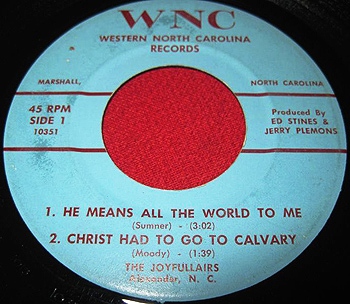 WNC
WESTERN NORTH CAROLINA
RECORDS
MARSHALL,
NORTH CAROLINA
45 RPM
SIDE 1
10351
Produced By
ED STINES &
JERRY PLEMONS
1. HE MEANS ALL THE WORLD TO ME
(Sumner) - (3:02)
2. CHRIST HAD TO GO TO CALVARY
(Moody) - (1:39)
THE JOYFULLAIRS
Alexander, N. C.